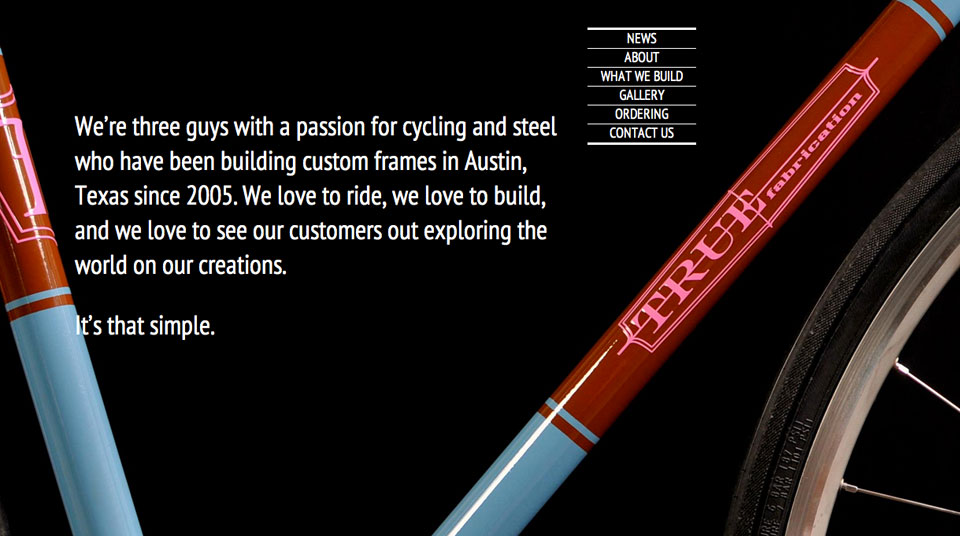 NEWS
ABOUT
WHAT WE BUILD
GALLERY
ORDERING
CONTACT US
We're three guys with a passion for cycling and steel
who have been building custom frames in Austin,
Texas since 2005. We love to ride, we love to build,
and we love to see our customers out exploring the
world on our creations.
It's that simple.
TRUE
fabrication